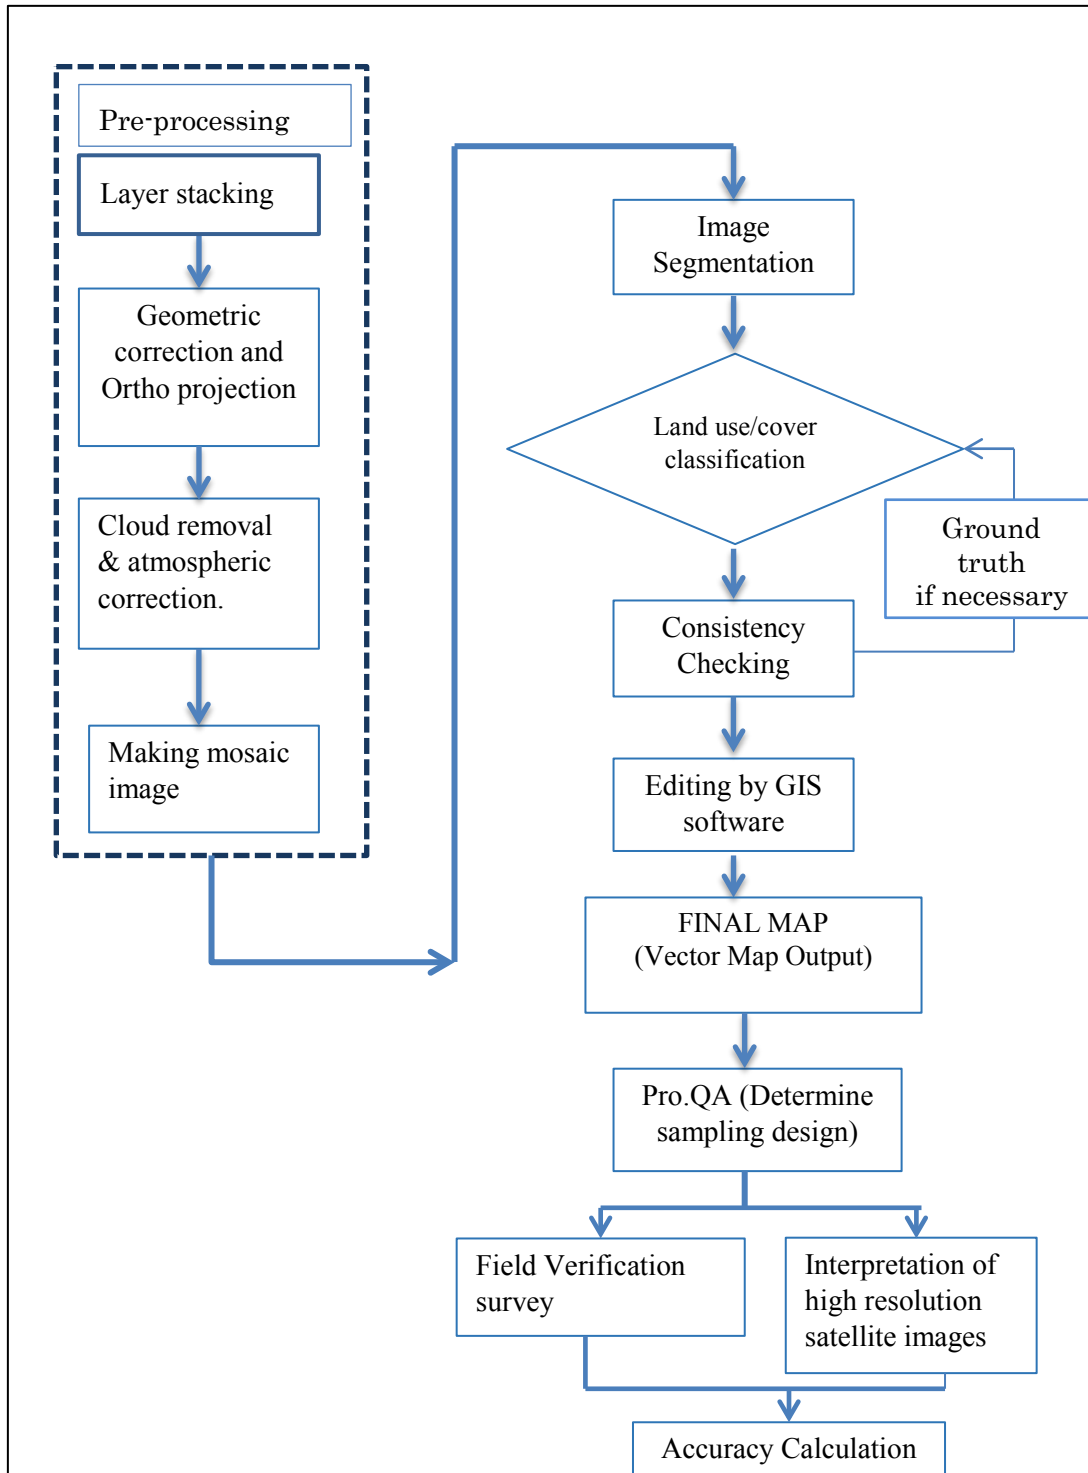 Pre-processing
Layer stacking
Geometric
correction and
Ortho projection
Cloud removal
& atmospheric
correction.
Making mosaic
image
Image
Segmentation
Land use/cover
classification
Ground
truth
if necessary
Consistency
Checking
Editing by GIS
software
FINAL MAP
(Vector Map Output)
Pro.QA (Determine
sampling design)
Field Verification
survey
Interpretation of
high resolution
satellite images
Accuracy Calculation